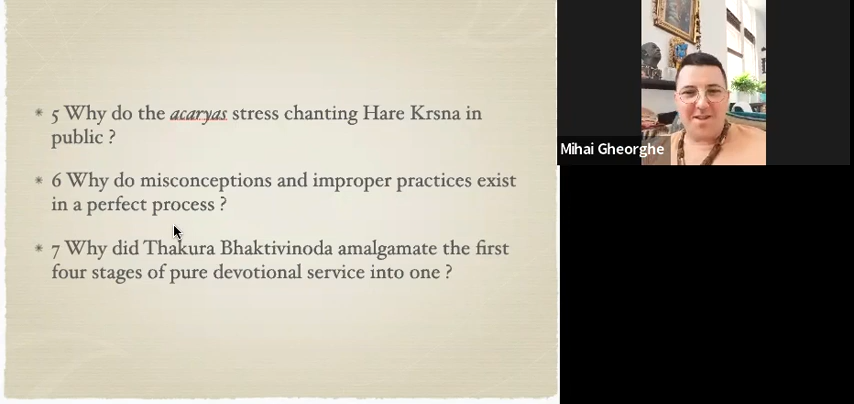 * 5 Why do the acaryas stress chanting Hare Krsna in
public ?
* 6 Why do misconceptions and improper practices exist
in a perfect process ?
* 7 Why did Thakura Bhaktivinoda amalgamate the first
four stages of pure devotional service into one ?
Mihai Gheorghe